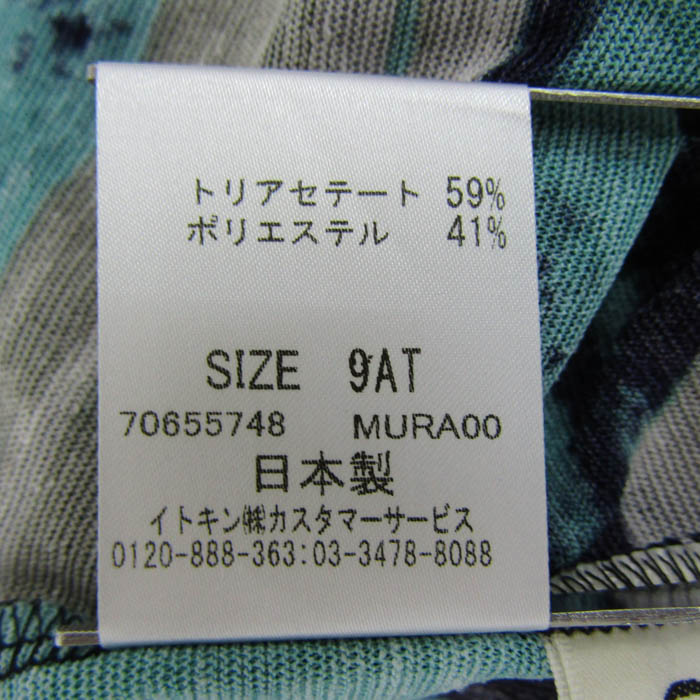 トリアセテート 59%
ポリエステル 41%
SIZE 9AT
70655748 MURA00
日本製
イトキン㈱カスタマーサービス
0120-888-363:03-3478-8088